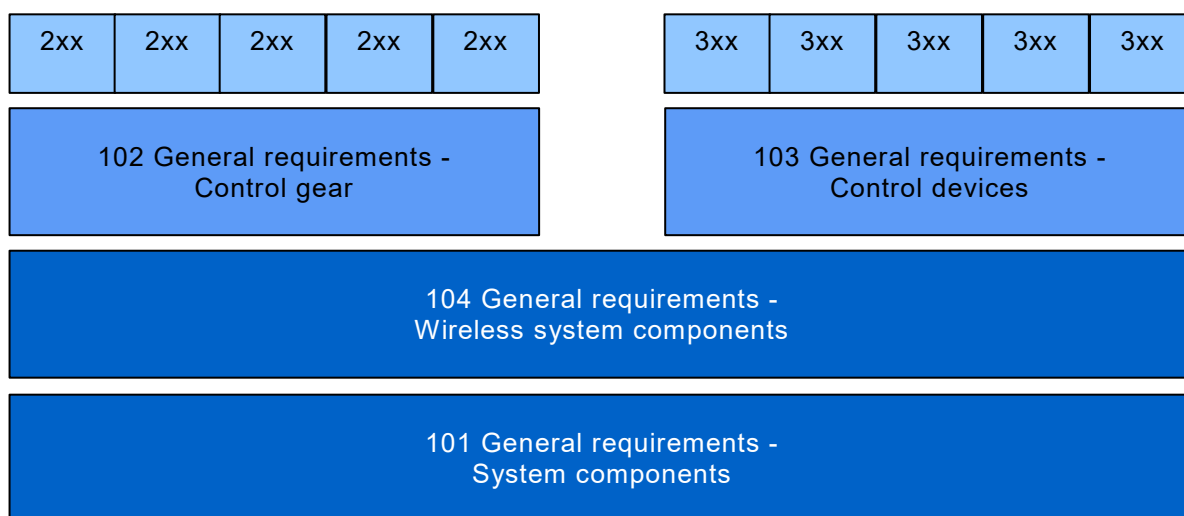 2xx 2xx 2xx 2xx 2xx 3xx 3xx 3xx 3xx 3xx
102 General requirements -
Control gear
103 General requirements -
Control devices
104 General requirements -
Wireless system components
101 General requirements -
System components